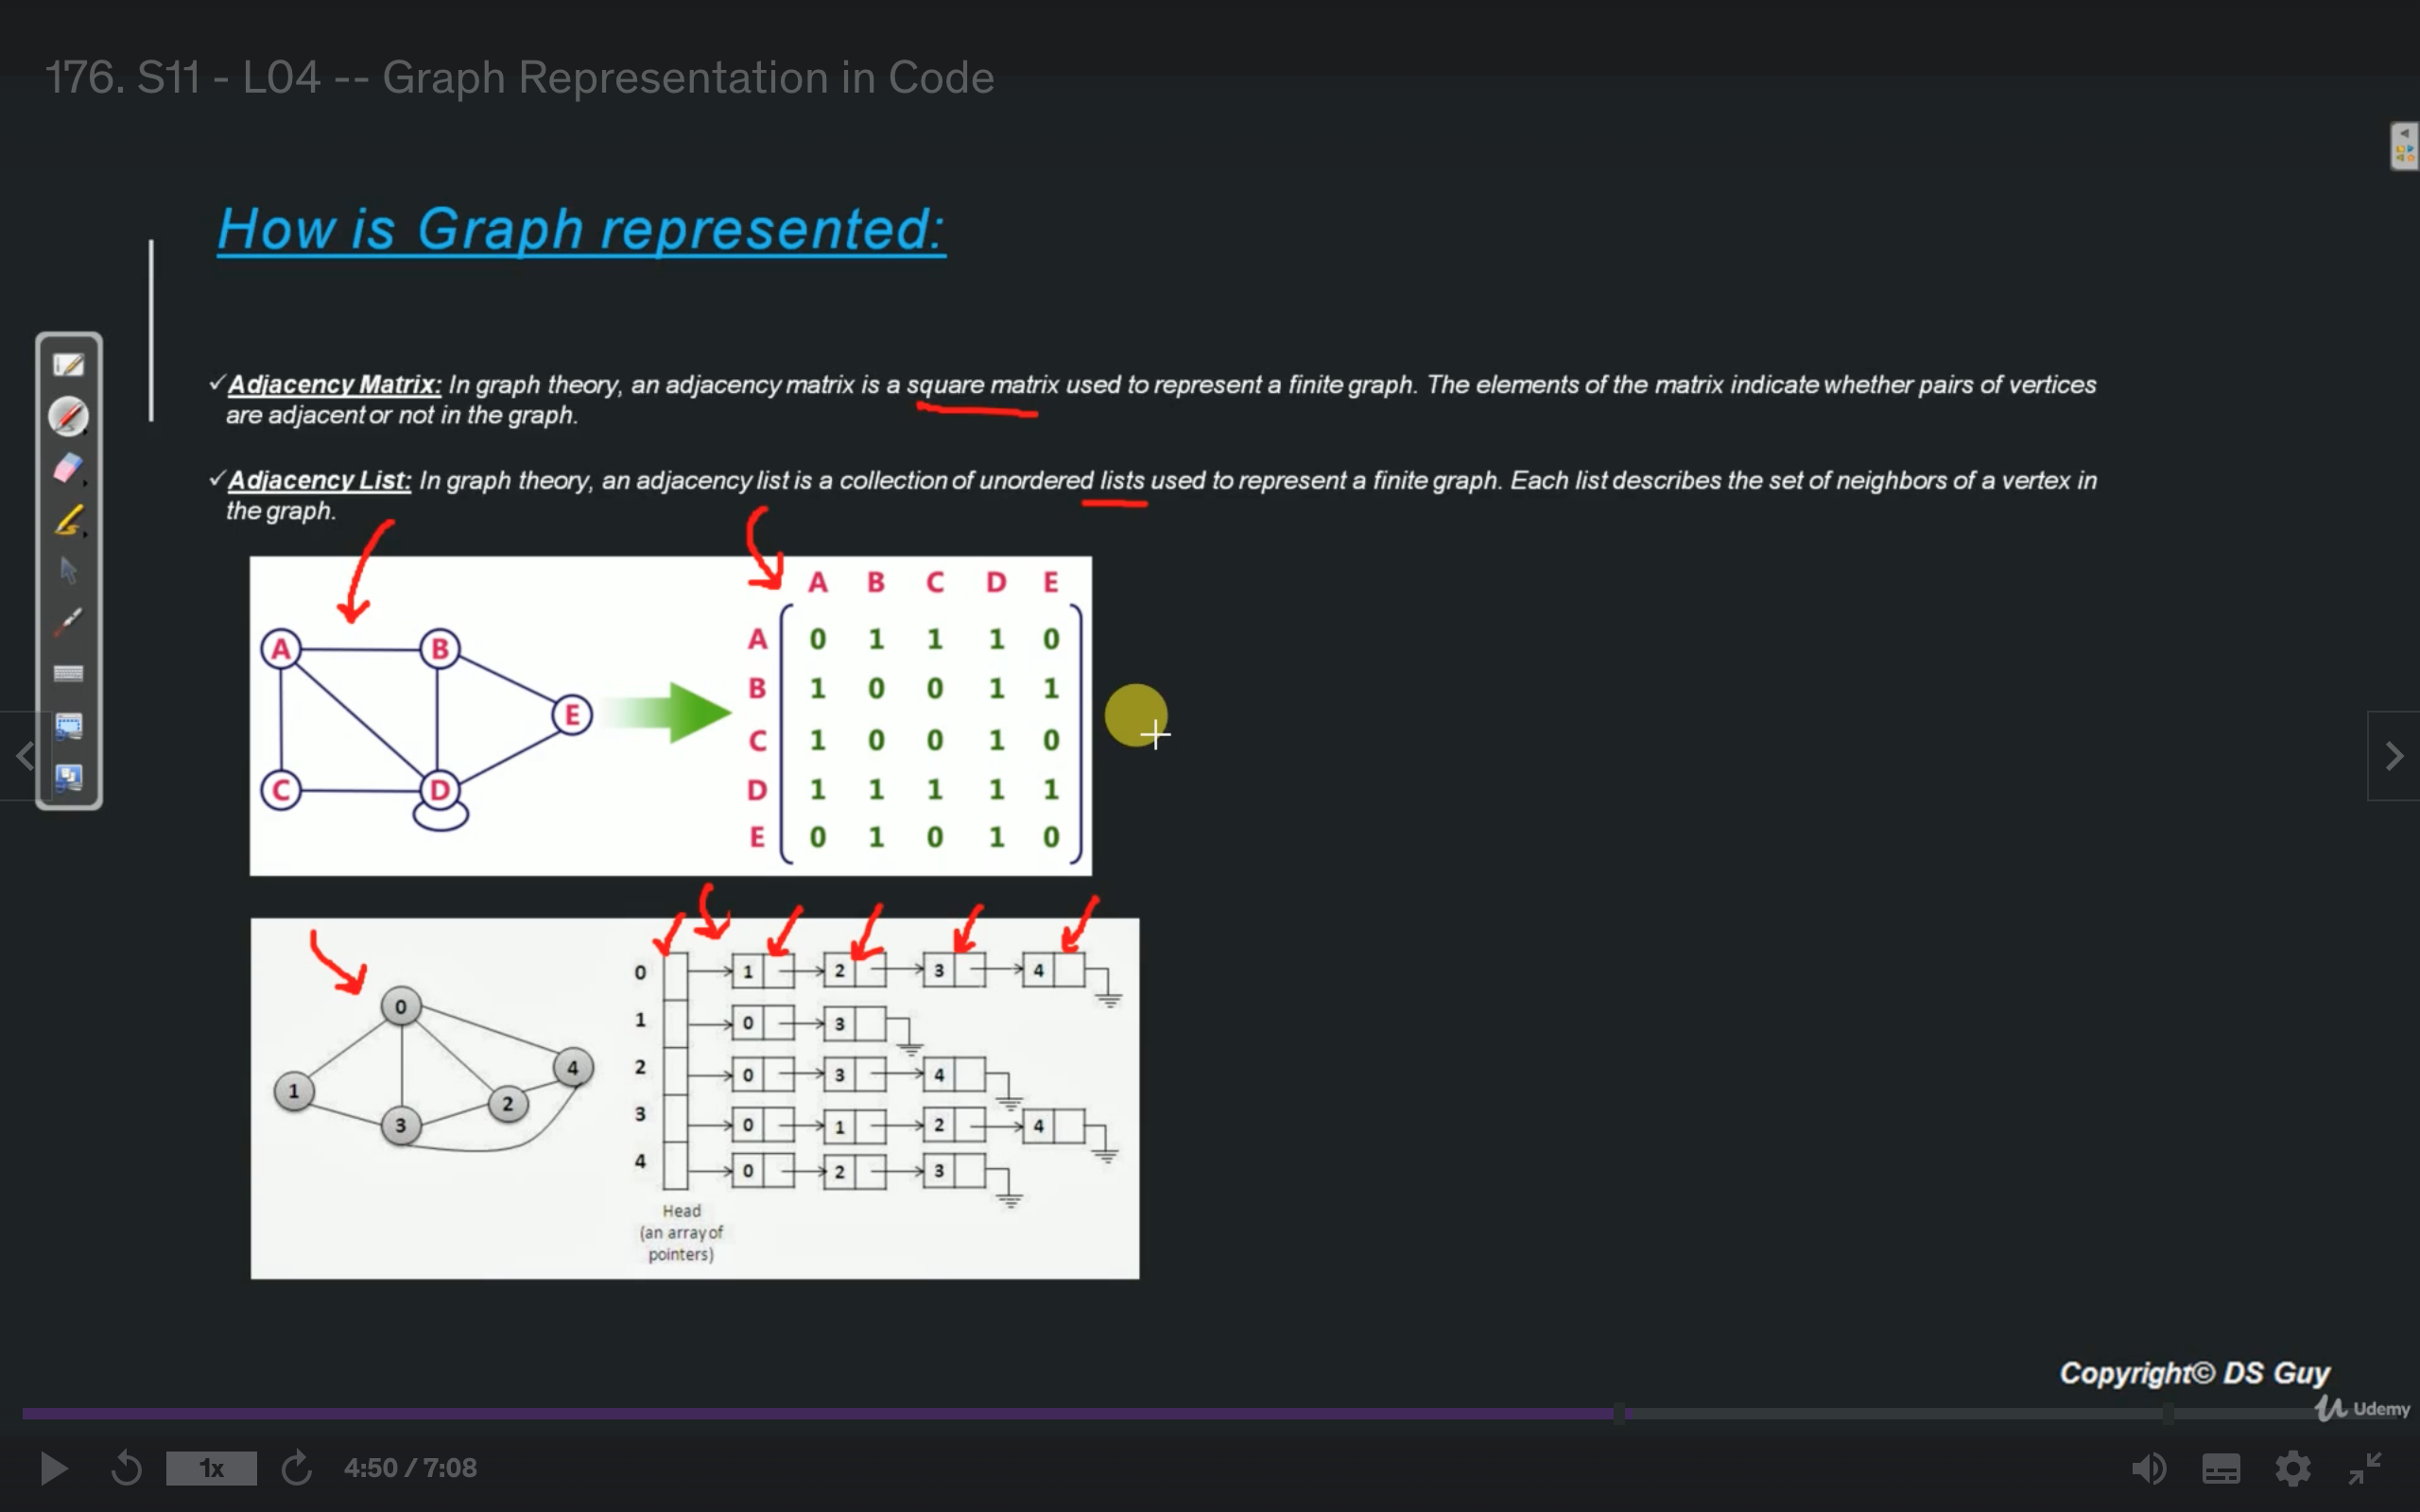 176. S11 - L04 -- Graph Representation in Code
How is Graph represented:
✓Adjacency Matrix: In graph theory, an adjacency matrix is a square matrix used to represent a finite graph. The elements of the matrix indicate whether pairs of vertices
are adjacent or not in the graph.
✓Adjacency List: In graph theory, an adjacency list is a collection of unordered lists used to represent a finite graph. Each list describes the set of neighbors of a vertex in
the graph.
A B
E
C D
A B C D E
A 0 1 1 1 0
B 1 0 0 1 1
C 1 0 0 1 0
D 1 1 1 1 1
E 0 1 0 1 0
0
4
1
2
3
0 1 2 3 4
1 0 3
2 0 3 4
3 0 1 2 4
4 0 2 3
Head
(an array of
pointers)
Copyright© DS Guy
Udemy
1x 4:50 / 7:08